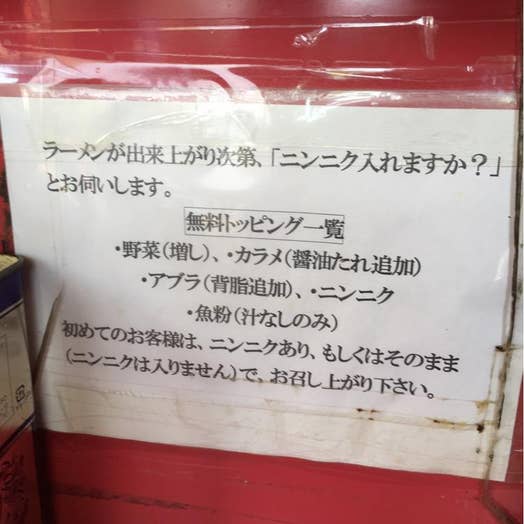 ラーメンが出来上がり次第、「ニンニク入れますか？」
とお伺いします。
無料トッピング一覧
・野菜（増し）、・カラメ（醤油たれ追加）
・アブラ（背脂追加）、・ニンニク
・魚粉（汁なしのみ）
初めてのお客様は、ニンニクあり、もしくはそのまま
（ニンニクは入りません）で、お召し上がり下さい。